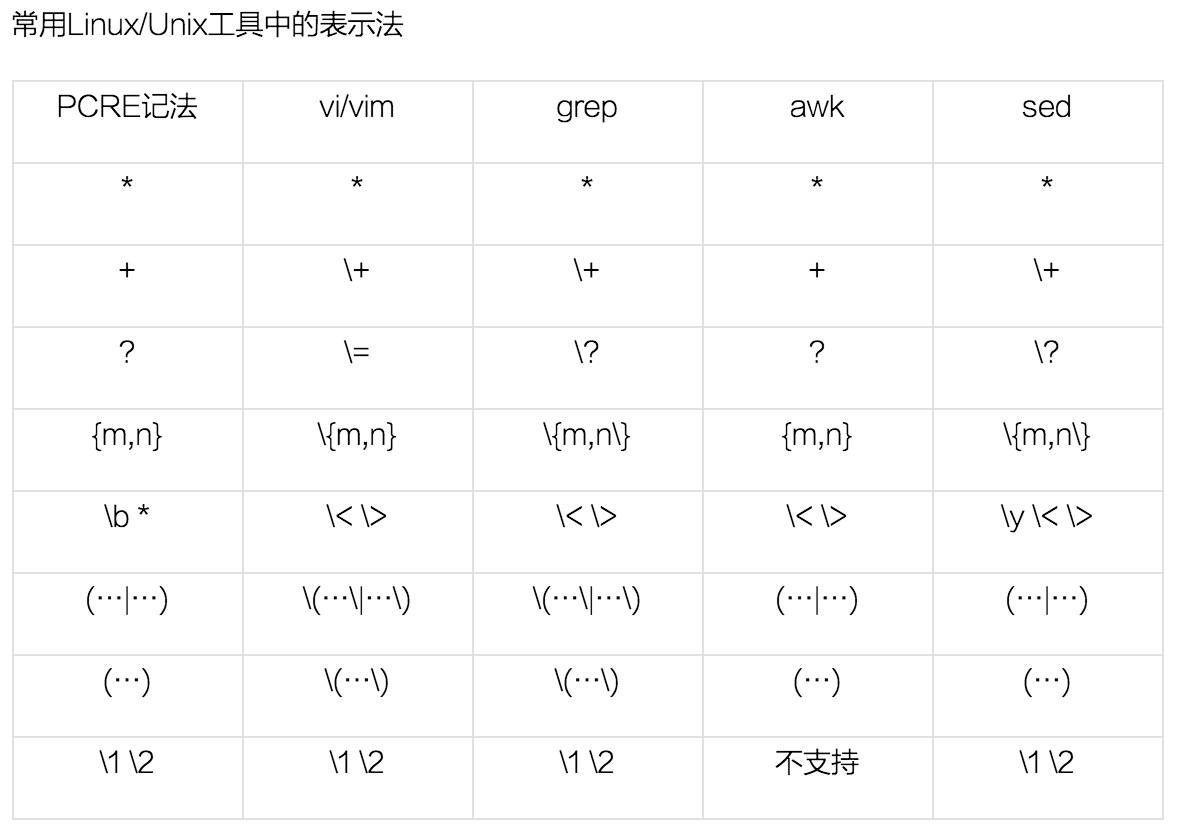 常用Linux/Unix工具中的表示法
PCRE记法 vi/vim grep awk sed
* * * * *
+ \+ \+ + \+
? \= \? ? \?
{m,n} \{m,n} \{m,n\} {m,n} \{m,n\}
\b * \< \> \< \> \< \> \y \< \>
(…|…) \(…\|…\) \(…\|…\) (…|…) (…|…)
(…) \(…\) \(…\) (…) (…)
\1 \2 \1 \2 \1 \2 不支持 \1 \2